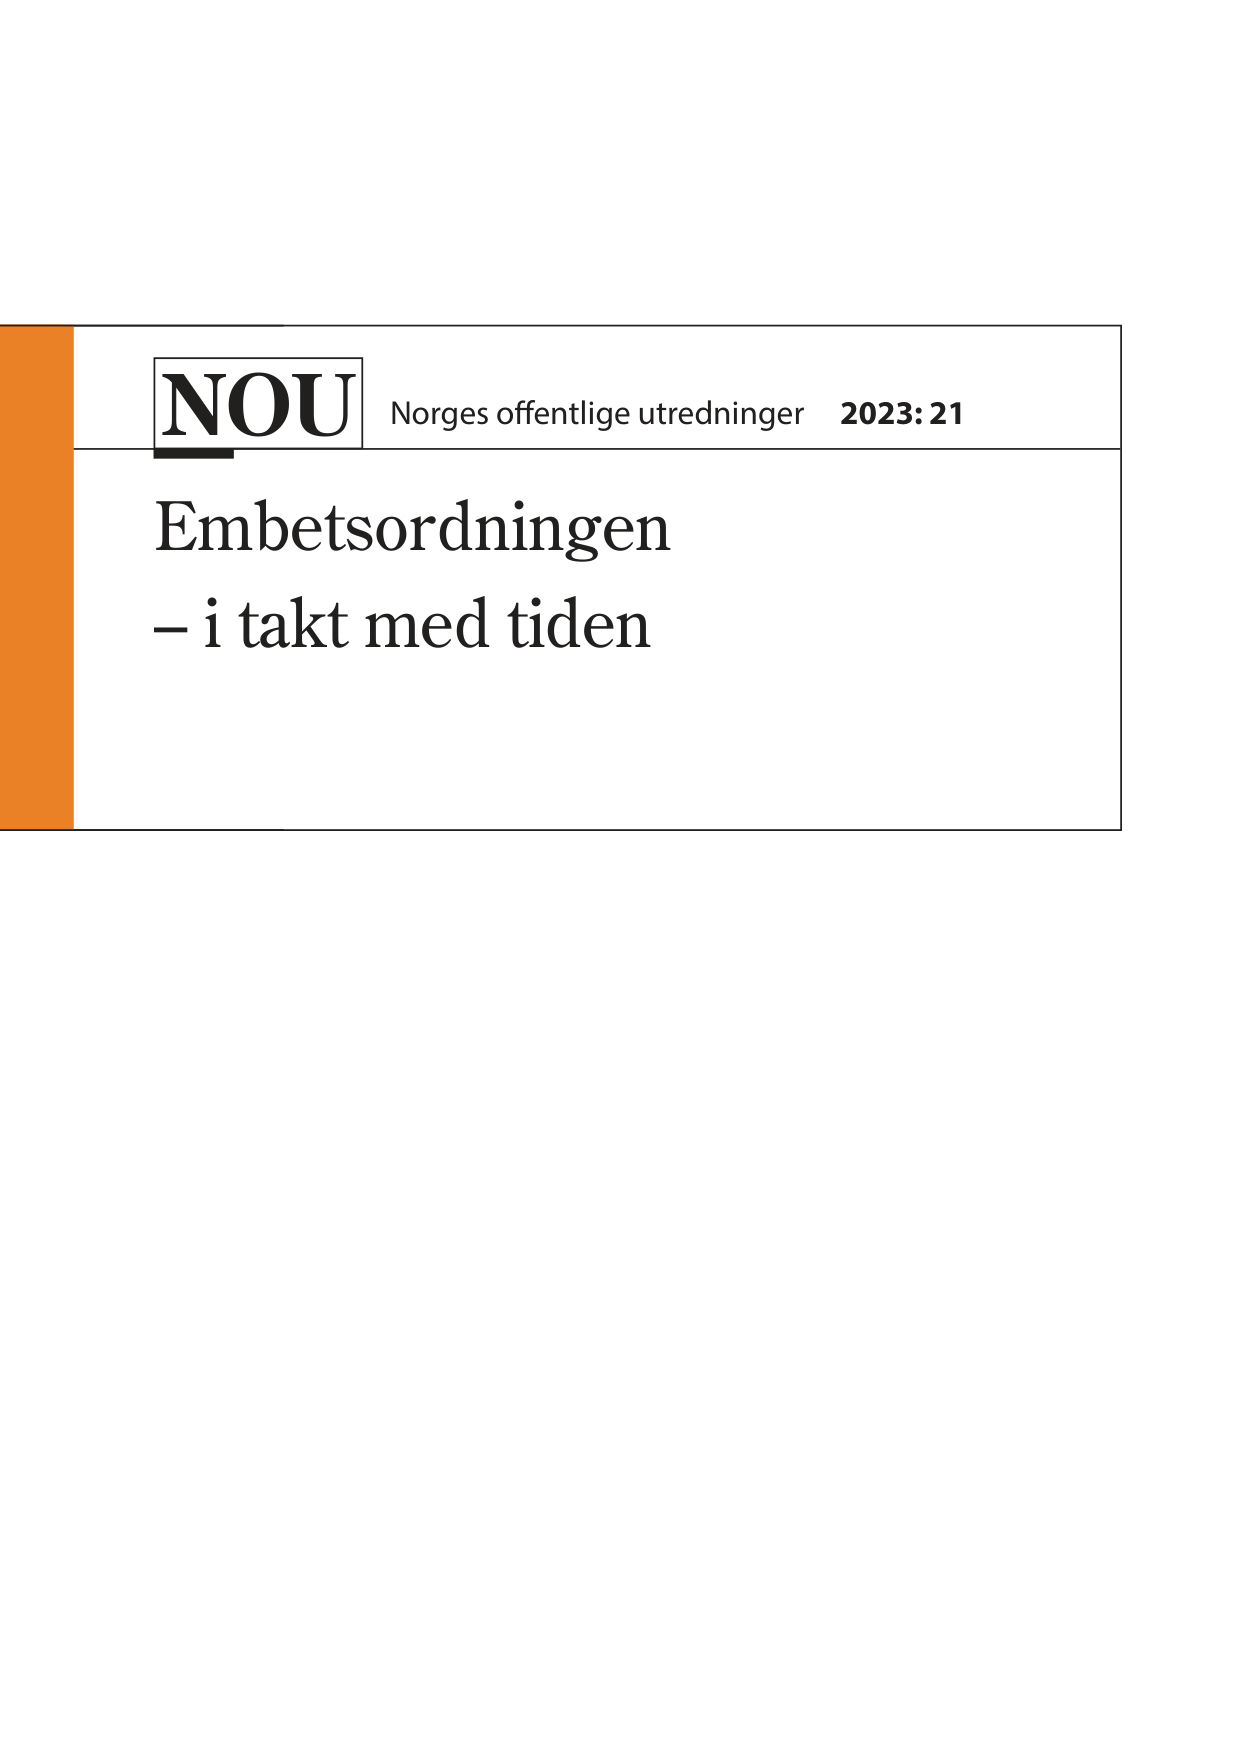 NOU Norges offentlige utredninger 2023: 21
Embetsordningen
– i takt med tiden